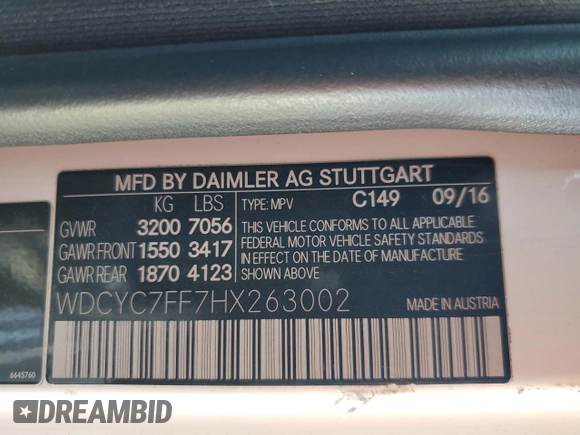 MFD BY DAIMLER AG STUTTGART
KG LBS TYPE: MPV C149 09/16
GVWR 3200 7056
GAWR FRONT 1550 3417
GAWR REAR 1870 4123
THIS VEHICLE CONFORMS TO ALL APPLICABLE
FEDERAL MOTOR VEHICLE SAFETY STANDARDS
IN EFFECT ON THE DATE OF MANUFACTURE
SHOWN ABOVE.
WDCYC7FF7HX263002
MADE IN AUSTRIA
6645760
DREAMBID